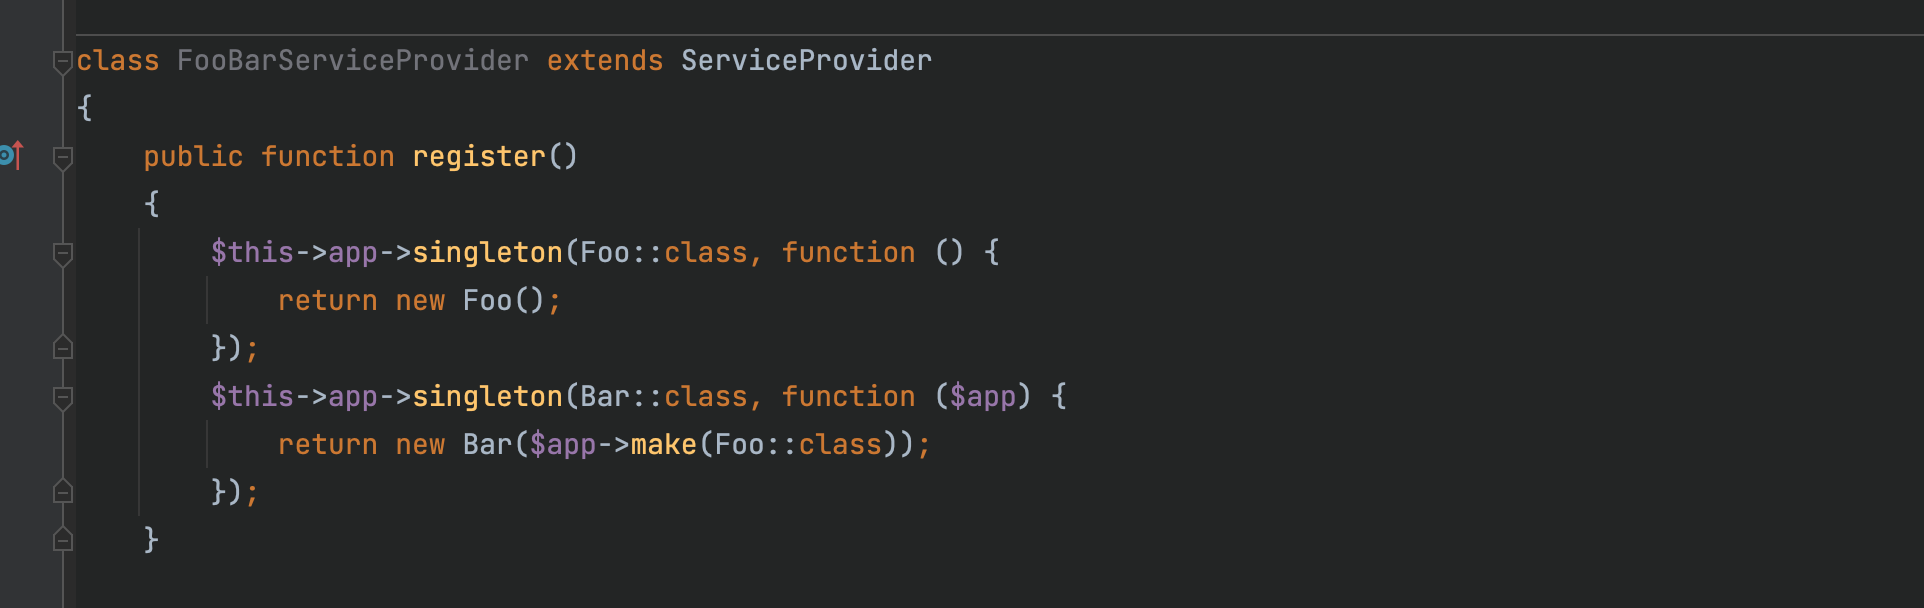 class FooBarServiceProvider extends ServiceProvider
{
    public function register()
    {
        $this->app->singleton(Foo::class, function () {
            return new Foo();
        });
        $this->app->singleton(Bar::class, function ($app) {
            return new Bar($app->make(Foo::class));
        });
    }